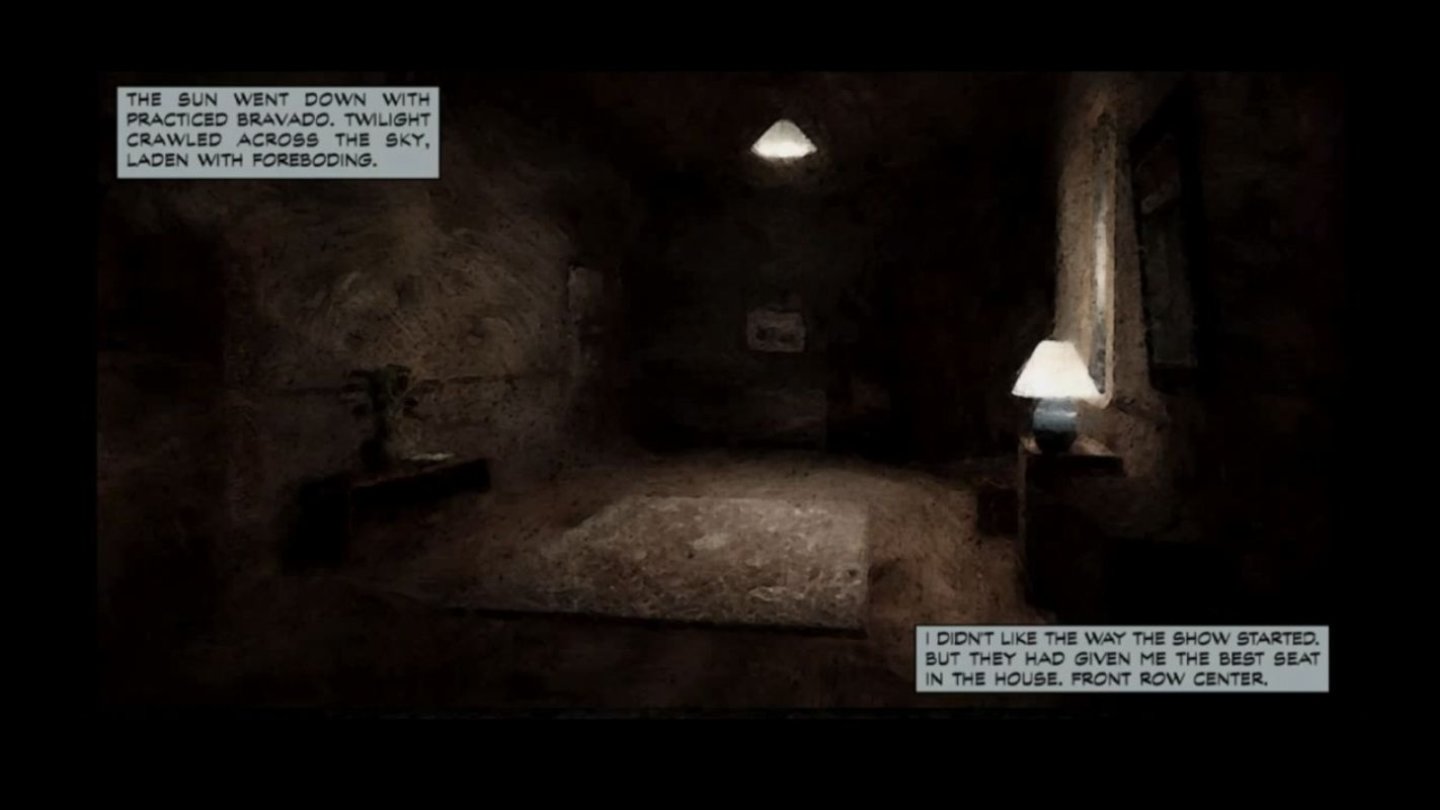 THE SUN WENT DOWN WITH
PRACTICED BRAVADO. TWILIGHT
CRAWLED ACROSS THE SKY,
LADEN WITH FOREBODING.
I DIDN'T LIKE THE WAY THE SHOW STARTED.
BUT THEY HAD GIVEN ME THE BEST SEAT
IN THE HOUSE. FRONT ROW CENTER.